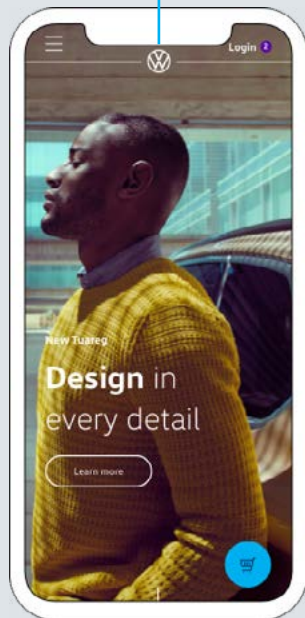 Login 2
New Tuareg
Design in
every detail
Learn more